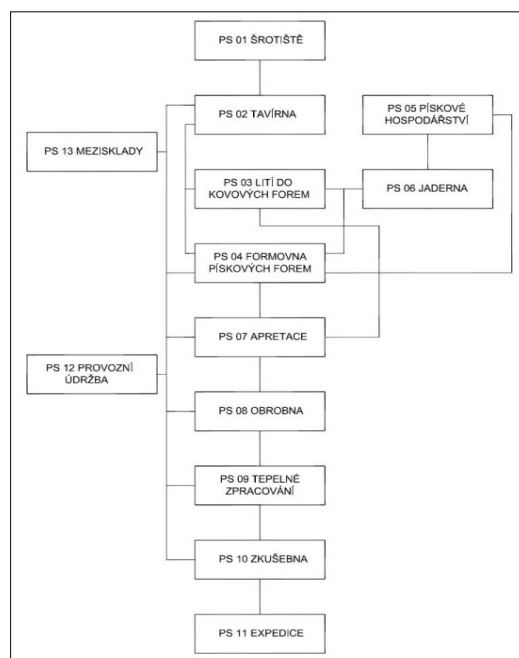 PS 01 ŠROTIŠTĚ
PS 02 TAVÍRNA
PS 05 PÍSKOVÉ
HOSPODÁŘSTVÍ
PS 13 MEZISKLADY
PS 03 LITÍ DO
KOVOVÝCH FOREM
PS 06 JADERNA
PS 04 FORMOVNA
PÍSKOVÝCH FOREM
PS 07 APRETACE
PS 12 PROVOZNÍ
ÚDRŽBA
PS 08 OBROBNA
PS 09 TEPELNÉ
ZPRACOVÁNÍ
PS 10 ZKUŠEBNA
PS 11 EXPEDICE